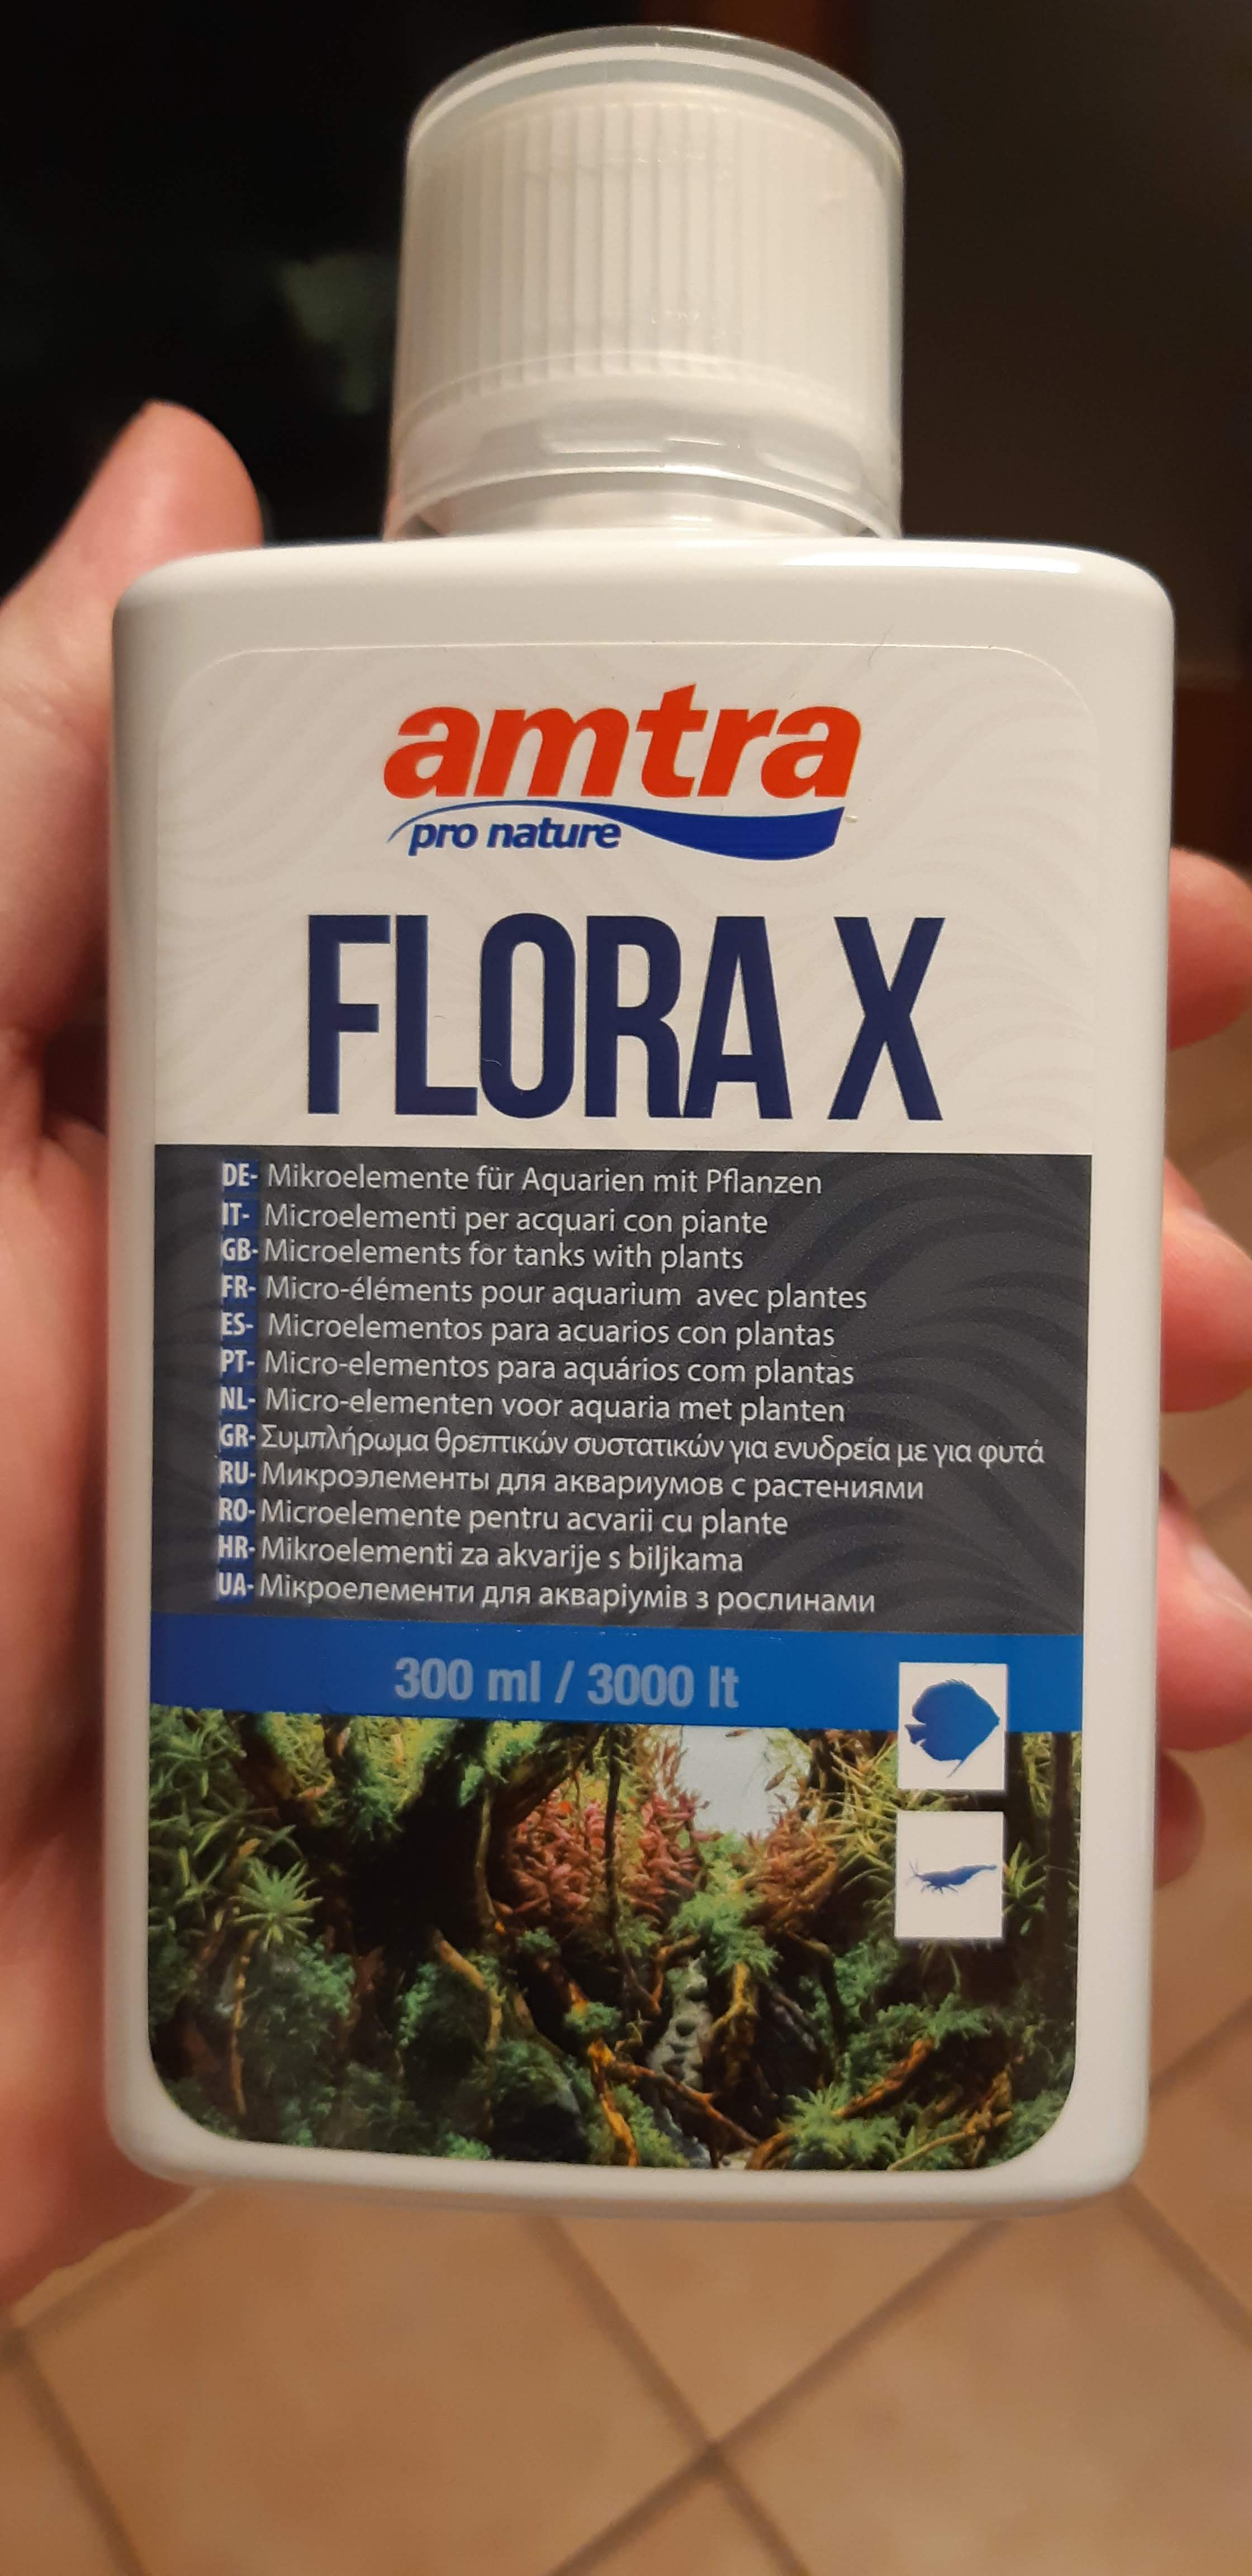 amtra
pro nature
FLORA X
DE- Mikroelemente für Aquarien mit Pflanzen
IT- Microelementi per acquari con piante
GB- Microelements for tanks with plants
FR- Micro-éléments pour aquarium avec plantes
ES- Microelementos para acuarios con plantas
PT- Micro-elementos para aquários com plantas
NL- Micro-elementen voor aquaria met planten
GR- Συμπλήρωμα θρεπτικών συστατικών για ενυδρεία με για φυτά
RU- Микроэлементы для аквариумов с растениями
RO- Microelemente pentru acvarii cu plante
HR- Mikroelementi za akvarije s biljkama
UA- Мікроелементи для акваріумів з рослинами
300 ml / 3000 lt